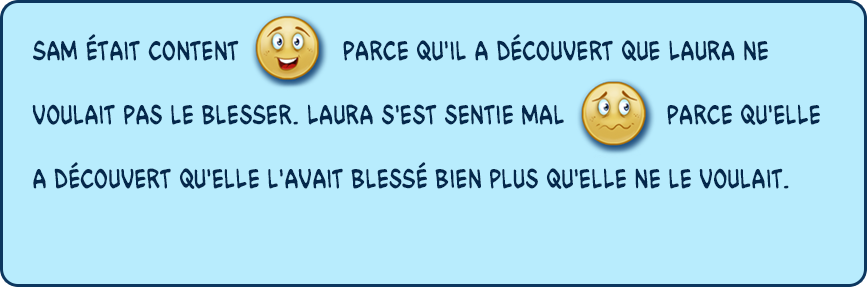 SAM ÉTAIT CONTENT PARCE QU'IL A DÉCOUVERT QUE LAURA NE
VOULAIT PAS LE BLESSER. LAURA S'EST SENTIE MAL PARCE QU'ELLE
A DÉCOUVERT QU'ELLE L'AVAIT BLESSÉ BIEN PLUS QU'ELLE NE LE VOULAIT.